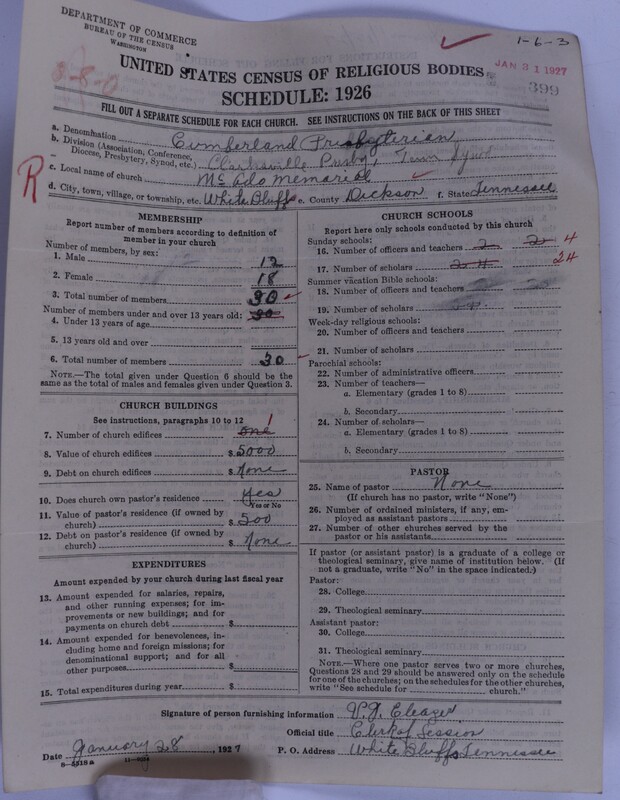 DEPARTMENT OF COMMERCE
BUREAU OF THE CENSUS
WASHINGTON
1-6-3
JAN 31 1927
399
8-8-0
UNITED STATES CENSUS OF RELIGIOUS BODIES
SCHEDULE: 1926
FILL OUT A SEPARATE SCHEDULE FOR EACH CHURCH. SEE INSTRUCTIONS ON THE BACK OF THIS SHEET
a. Denomination Cumberland Presbyterian
b. Division (Association, Conference, Diocese, Presbytery, Synod, etc.) Clarksville Presby, Tenn Synod
c. Local name of church McAdo Memorial
R
d. City, town, village, or township, etc. White Bluffs e. County Dickson f. State Tennessee
MEMBERSHIP
Report number of members according to definition of
member in your church
Number of members, by sex:
1. Male 12
2. Female 18
3. Total number of members 30
Number of members under and over 13 years old: 30
4. Under 13 years of age
5. 13 years old and over
6. Total number of members 30
NOTE.—The total given under Question 6 should be
same as the total of males and females given under Question 3.
CHURCH BUILDINGS
See instructions, paragraphs 10 to 12
7. Number of church edifices one 1
8. Value of church edifices $ 5000
9. Debt on church edifices $ None
10. Does church own pastor's residence Yes
Yes or No
11. Value of pastor's residence (if owned by
church) $ 500
12. Debt on pastor's residence (if owned by
church) $ None
EXPENDITURES
Amount expended by your church during last fiscal year
13. Amount expended for salaries, repairs,
and other running expenses; for im-
provements or new buildings; and for
payments on church debt $
14. Amount expended for benevolences, in-
cluding home and foreign missions; for
denominational support; and for all
other purposes $
15. Total expenditures during year $
CHURCH SCHOOLS
Report here only schools conducted by this church
Sunday schools:
16. Number of officers and teachers 2 2 4
17. Number of scholars 24 24
Summer vacation Bible schools:
18. Number of officers and teachers
19. Number of scholars
Week-day religious schools:
20. Number of officers and teachers
21. Number of scholars
Parochial schools:
22. Number of administrative officers
23. Number of teachers—
a. Elementary (grades 1 to 8)
b. Secondary
24. Number of scholars—
a. Elementary (grades 1 to 8)
b. Secondary
PASTOR
25. Name of pastor None
(If church has no pastor, write "None")
26. Number of ordained ministers, if any, em-
ployed as assistant pastors
27. Number of other churches served by the
pastor or his assistants
If pastor (or assistant pastor) is a graduate of a college or
theological seminary, give name of institution below. (If
not a graduate, write "No" in the space indicated.)
Pastor:
28. College
29. Theological seminary
Assistant pastor:
30. College
31. Theological seminary
NOTE.—Where one pastor serves two or more churches,
Questions 28 and 29 should be answered only on the schedule
for one of the churches; on the schedules for the other churches,
write "See schedule for church."
Signature of person furnishing information V. J. Eleazer
Official title Clerk of Session
Date January 28, 1927 P. O. Address White Bluffs Tennessee
8-5518a 11-9264